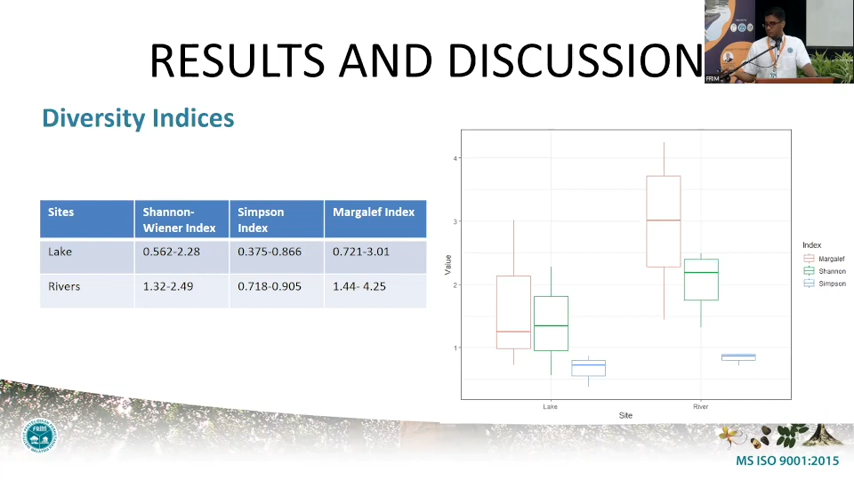 RESULTS AND DISCUSSION
FRIM
Diversity Indices
Sites Shannon-Wiener Index Simpson Index Margalef Index
Lake 0.562-2.28 0.375-0.866 0.721-3.01
Rivers 1.32-2.49 0.718-0.905 1.44- 4.25
4
3
2
1
Value
Lake River
Site
Index
Margalef
Shannon
Simpson
FRIM
MS ISO 9001:2015